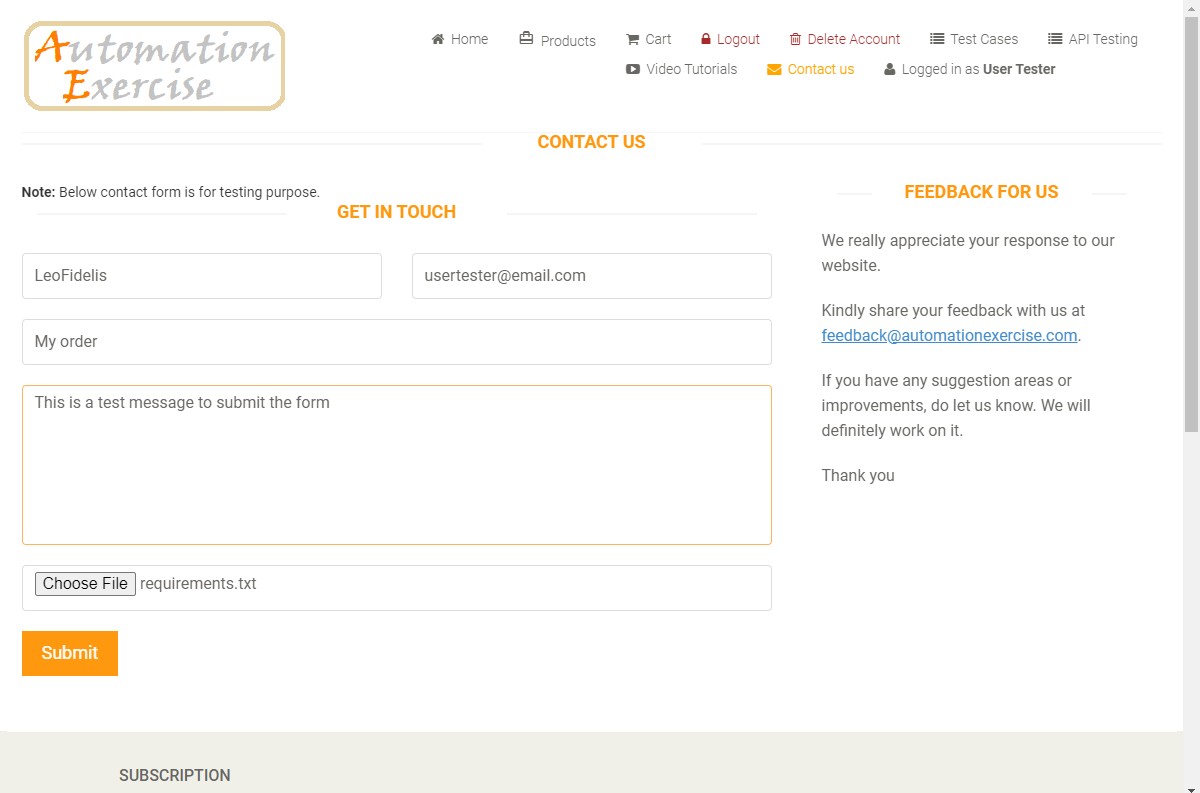 Automation
Exercise
Home Products Cart Logout Delete Account Test Cases API Testing
Video Tutorials Contact us Logged in as User Tester
CONTACT US
Note: Below contact form is for testing purpose.
GET IN TOUCH
LeoFidelis usertester@email.com
My order
This is a test message to submit the form
Choose File requirements.txt
Submit
FEEDBACK FOR US
We really appreciate your response to our
website.
Kindly share your feedback with us at
feedback@automationexercise.com.
If you have any suggestion areas or
improvements, do let us know. We will
definitely work on it.
Thank you
SUBSCRIPTION